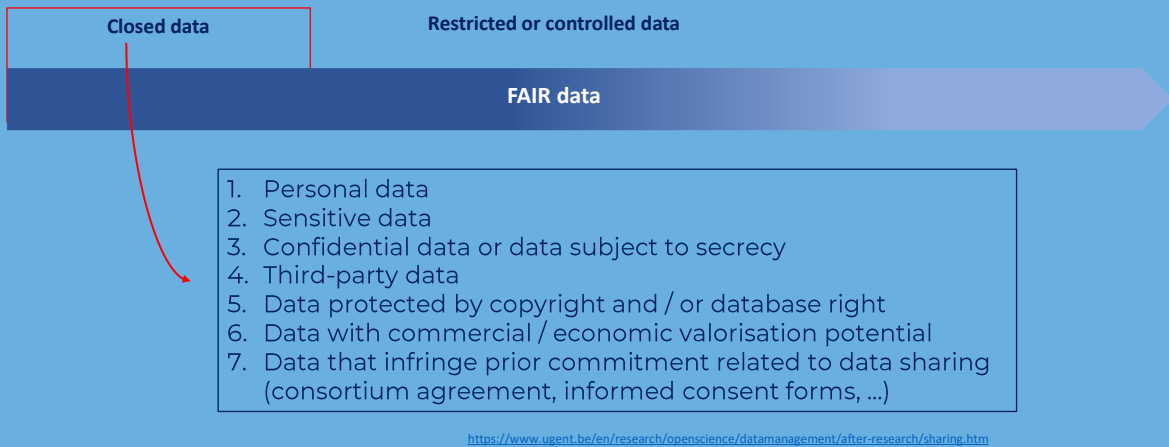 Closed data
Restricted or controlled data
FAIR data
1. Personal data
2. Sensitive data
3. Confidential data or data subject to secrecy
4. Third-party data
5. Data protected by copyright and / or database right
6. Data with commercial / economic valorisation potential
7. Data that infringe prior commitment related to data sharing
(consortium agreement, informed consent forms, …)
https://www.ugent.be/en/research/openscience/datamanagement/after-research/sharing.htm